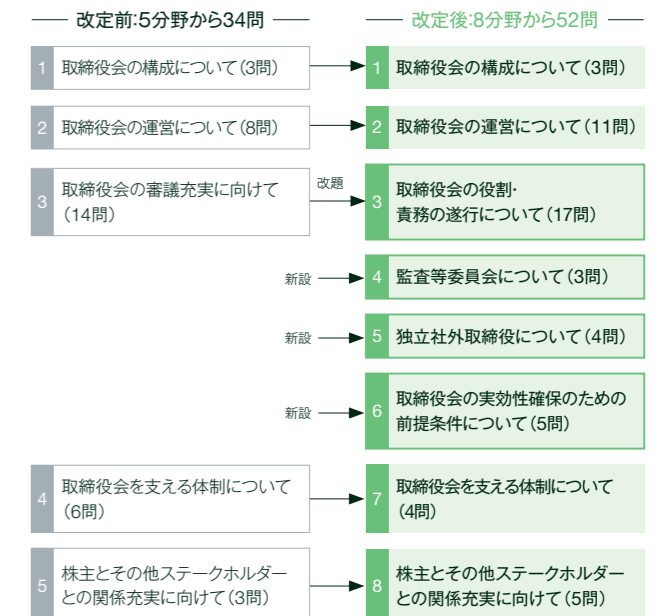 改定前:5分野から34問
改定後:8分野から52問
1 取締役会の構成について(3問)
1 取締役会の構成について(3問)
2 取締役会の運営について(8問)
2 取締役会の運営について(11問)
3 取締役会の審議充実に向けて
(14問)
改題
3 取締役会の役割・
責務の遂行について(17問)
新設
4 監査等委員会について(3問)
新設
5 独立社外取締役について(4問)
新設
6 取締役会の実効性確保のための
前提条件について(5問)
4 取締役会を支える体制について
(6問)
7 取締役会を支える体制について
(4問)
5 株主とその他ステークホルダー
との関係充実に向けて(3問)
8 株主とその他ステークホルダー
との関係充実に向けて(5問)